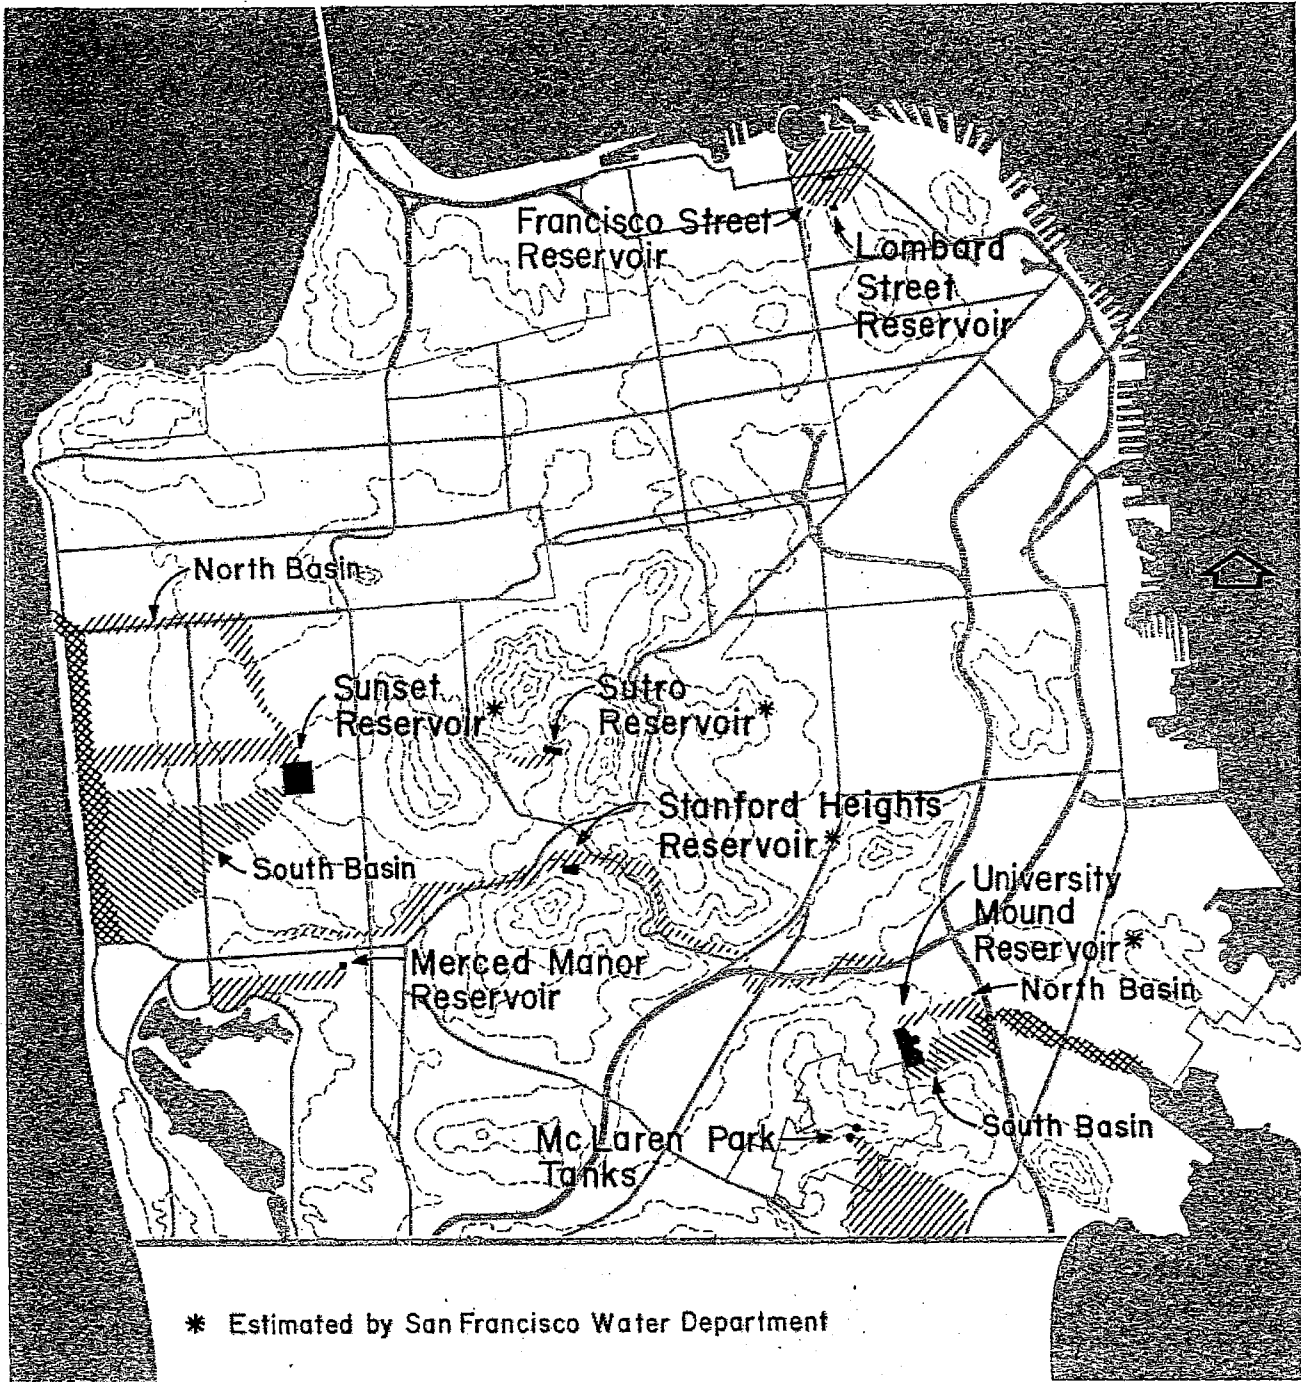 Francisco Street
Reservoir
Lombard
Street
Reservoir
North Basin
Sunset
Reservoir*
Sutro
Reservoir*
Stanford Heights
Reservoir*
South Basin
University
Mound
Reservoir*
Merced Manor
Reservoir
North Basin
South Basin
Mc Laren Park
Tanks
* Estimated by San Francisco Water Department